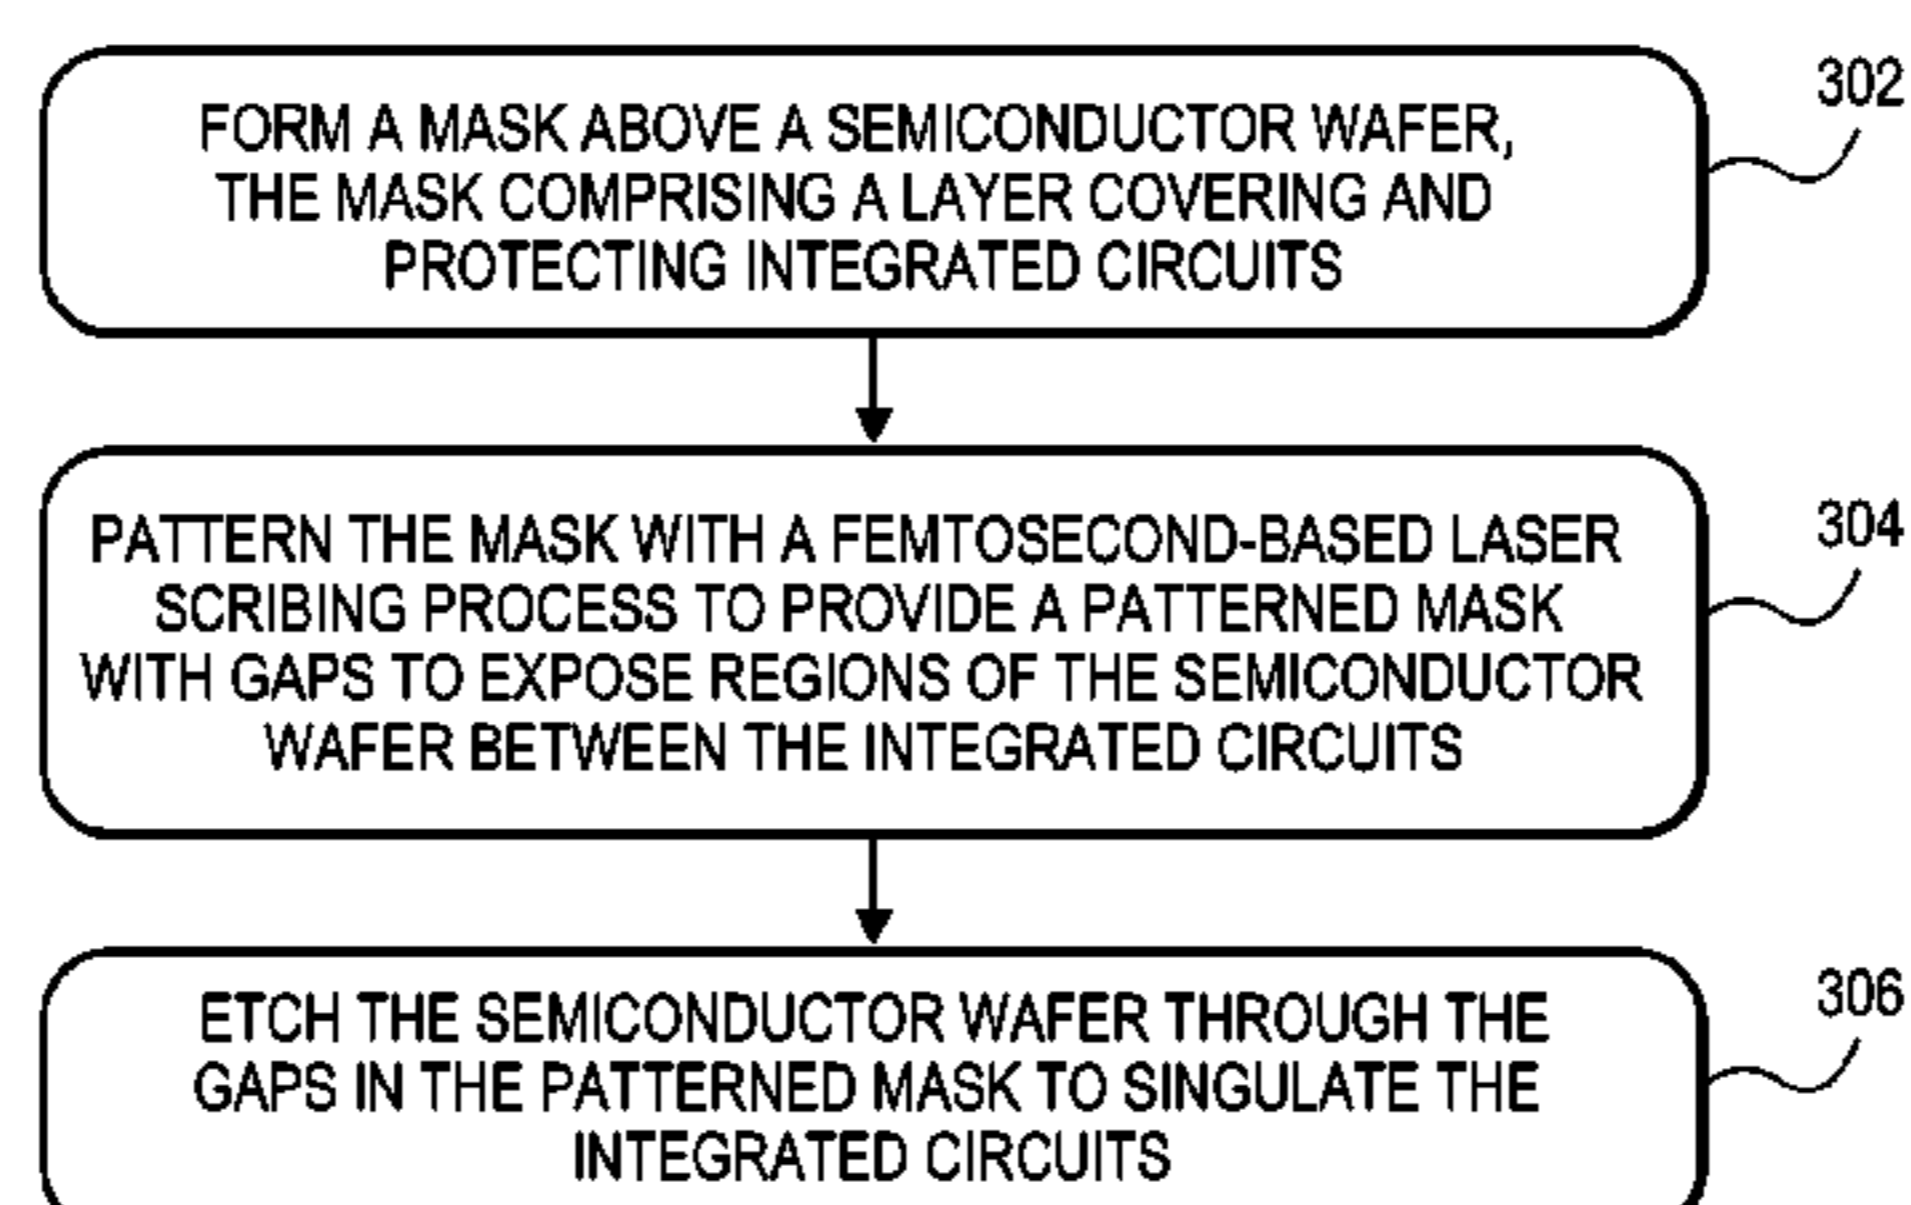 302
FORM A MASK ABOVE A SEMICONDUCTOR WAFER,
THE MASK COMPRISING A LAYER COVERING AND
PROTECTING INTEGRATED CIRCUITS
304
PATTERN THE MASK WITH A FEMTOSECOND-BASED LASER
SCRIBING PROCESS TO PROVIDE A PATTERNED MASK
WITH GAPS TO EXPOSE REGIONS OF THE SEMICONDUCTOR
WAFER BETWEEN THE INTEGRATED CIRCUITS
306
ETCH THE SEMICONDUCTOR WAFER THROUGH THE
GAPS IN THE PATTERNED MASK TO SINGULATE THE
INTEGRATED CIRCUITS